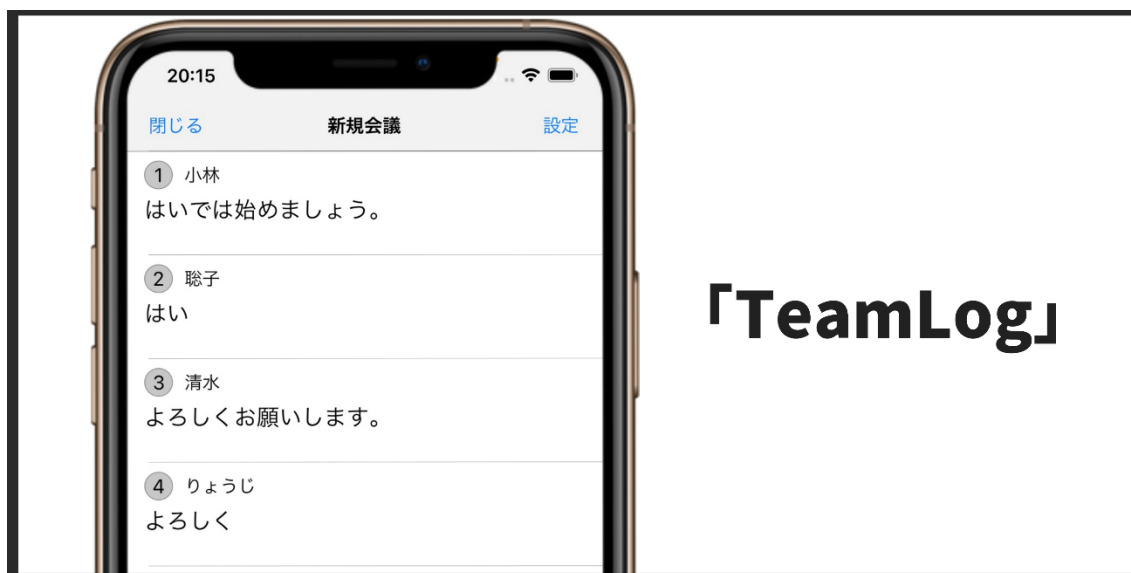 20:15
閉じる 新規会議 設定
1 小林
はいでは始めましょう。
2 聡子
はい
3 清水
よろしくお願いします。
4 りょうじ
よろしく
「TeamLog」